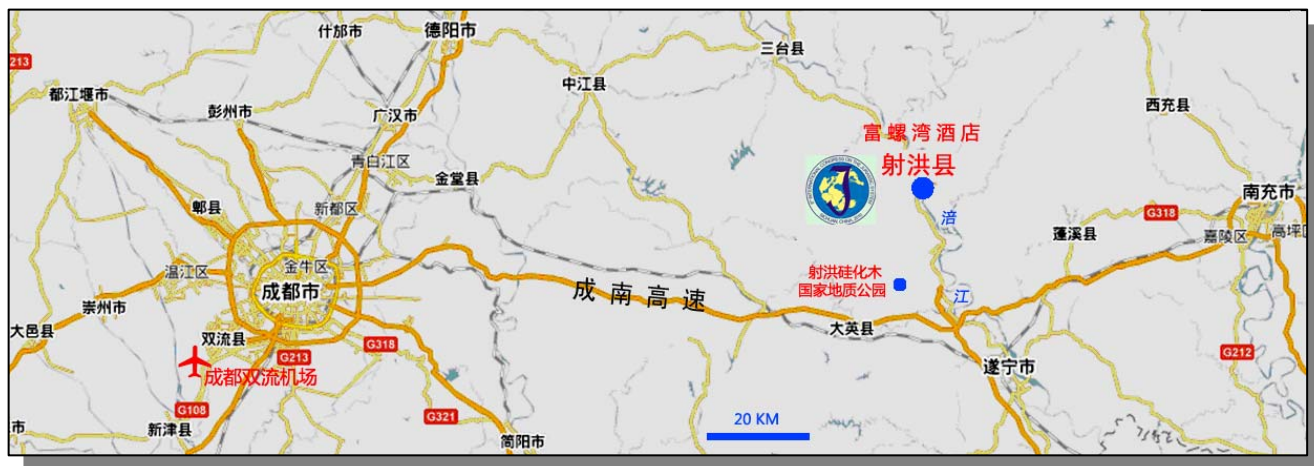 什邡市
德阳市
三台县
213
中江县
都江堰市
彭州市
广汉市
西充县
富螺湾酒店
射洪县
青白江区
金堂县
南充市
郫县
新都区
涪
G318
蓬溪县
嘉陵区
高坪区
温江区
金牛区
成都市
射洪硅化木
国家地质公园
成南高速
江
崇州市
大邑县
双流县
大英县
G318
G213
G212
遂宁市
成都双流机场
G108
G321
20 KM
市
新津县
简阳市